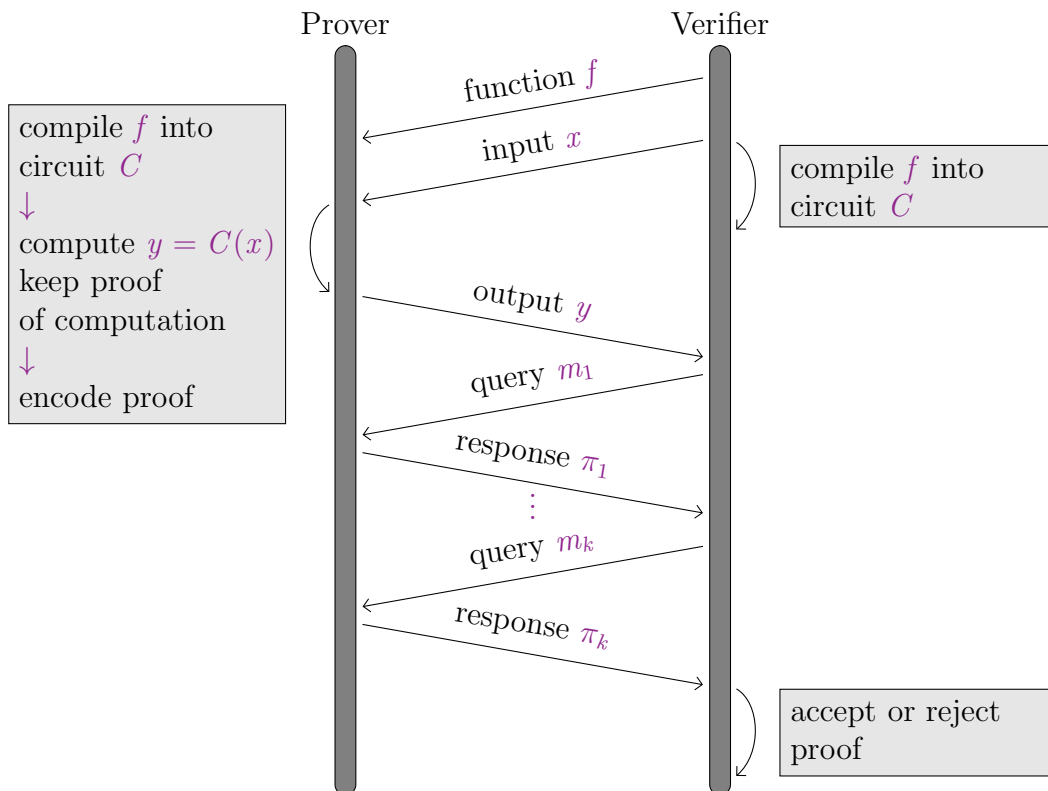 Prover
Verifier
function f
input x
compile f into
circuit C
↓
compute y = C(x)
keep proof
of computation
↓
encode proof
compile f into
circuit C
output y
query m₁
response π₁
⋮
query mₖ
response πₖ
accept or reject
proof